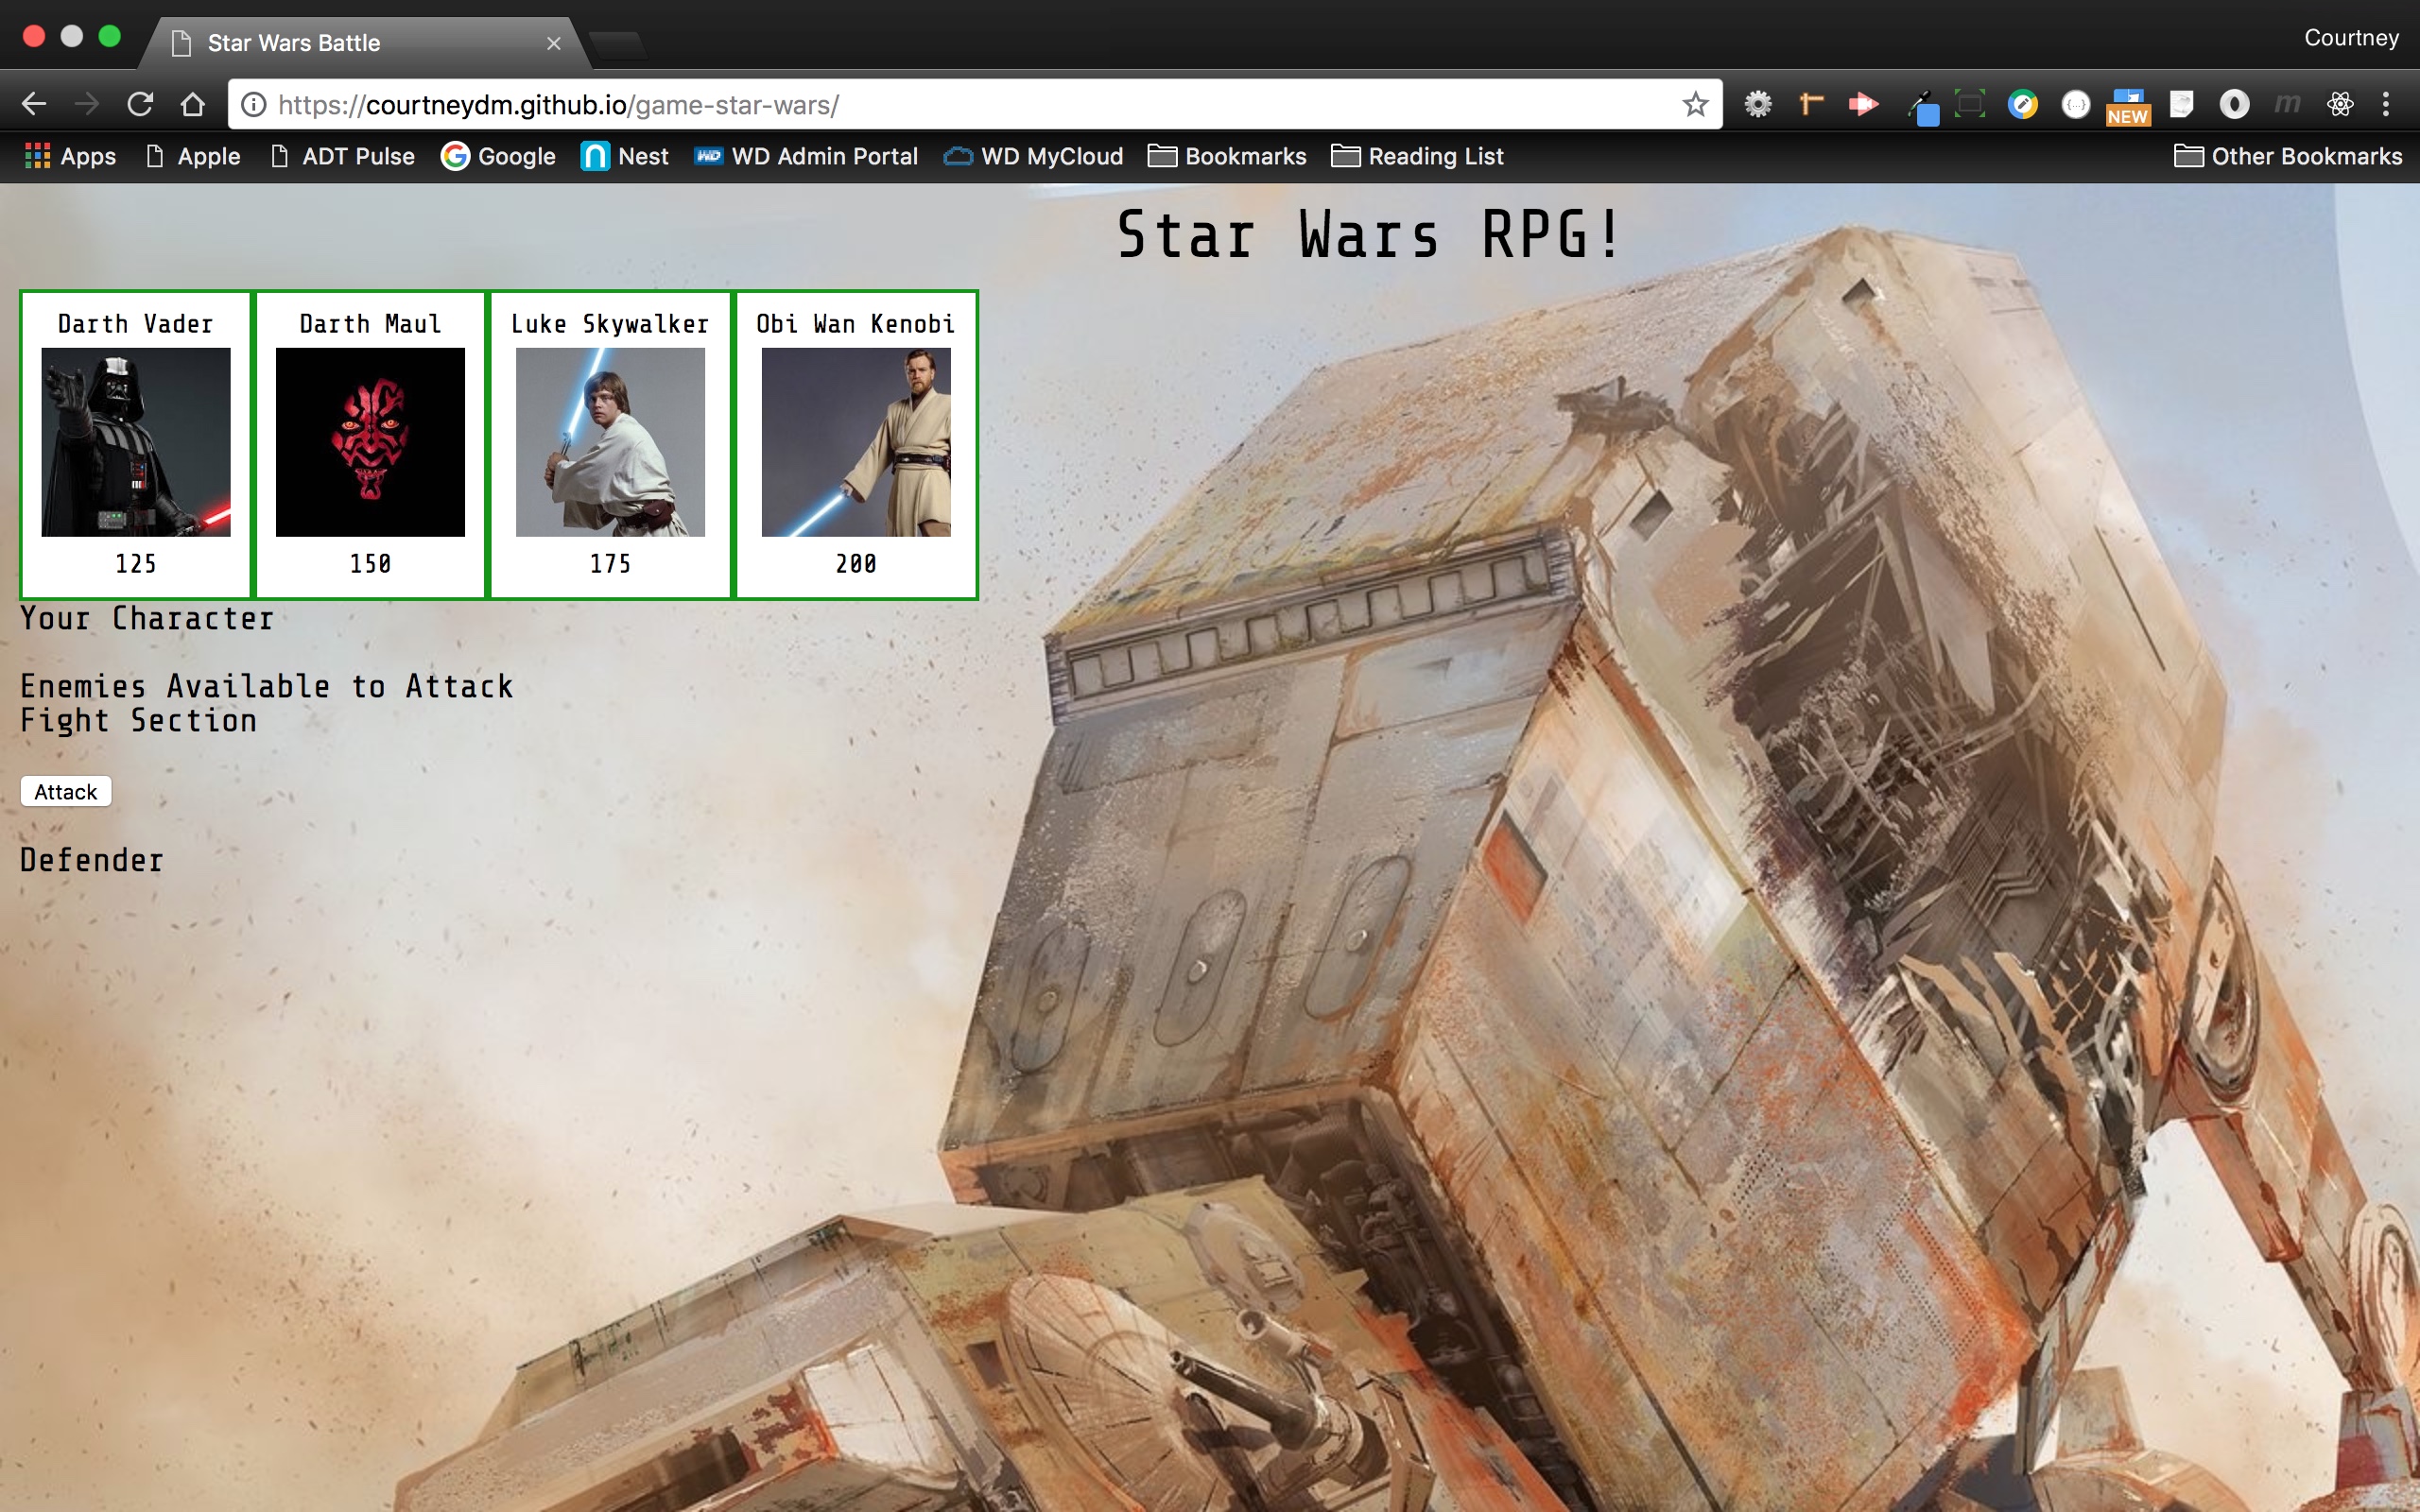 Star Wars Battle
Courtney
https://courtneydm.github.io/game-star-wars/
NEW
m
Apps Apple ADT Pulse Google Nest WD WD Admin Portal WD MyCloud Bookmarks Reading List Other Bookmarks
Star Wars RPG!
Darth Vader Darth Maul Luke Skywalker Obi Wan Kenobi
125 150 175 200
Your Character
Enemies Available to Attack
Fight Section
Attack
Defender